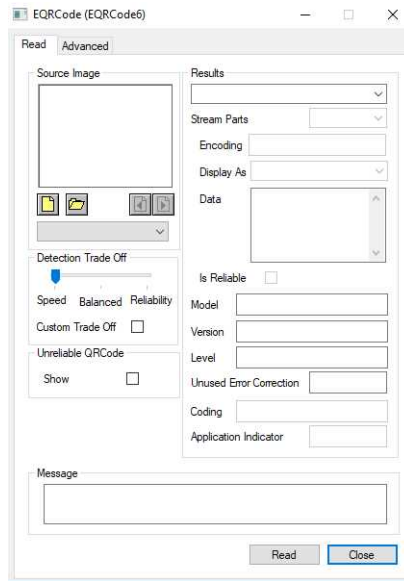 EQRCode (EQRCode6)
Read Advanced
Source Image
Detection Trade Off
Speed Balanced Reliability
Custom Trade Off
Unreliable QRCode
Show
Results
Stream Parts
Encoding
Display As
Data
Is Reliable
Model
Version
Level
Unused Error Correction
Coding
Application Indicator
Message
Read Close